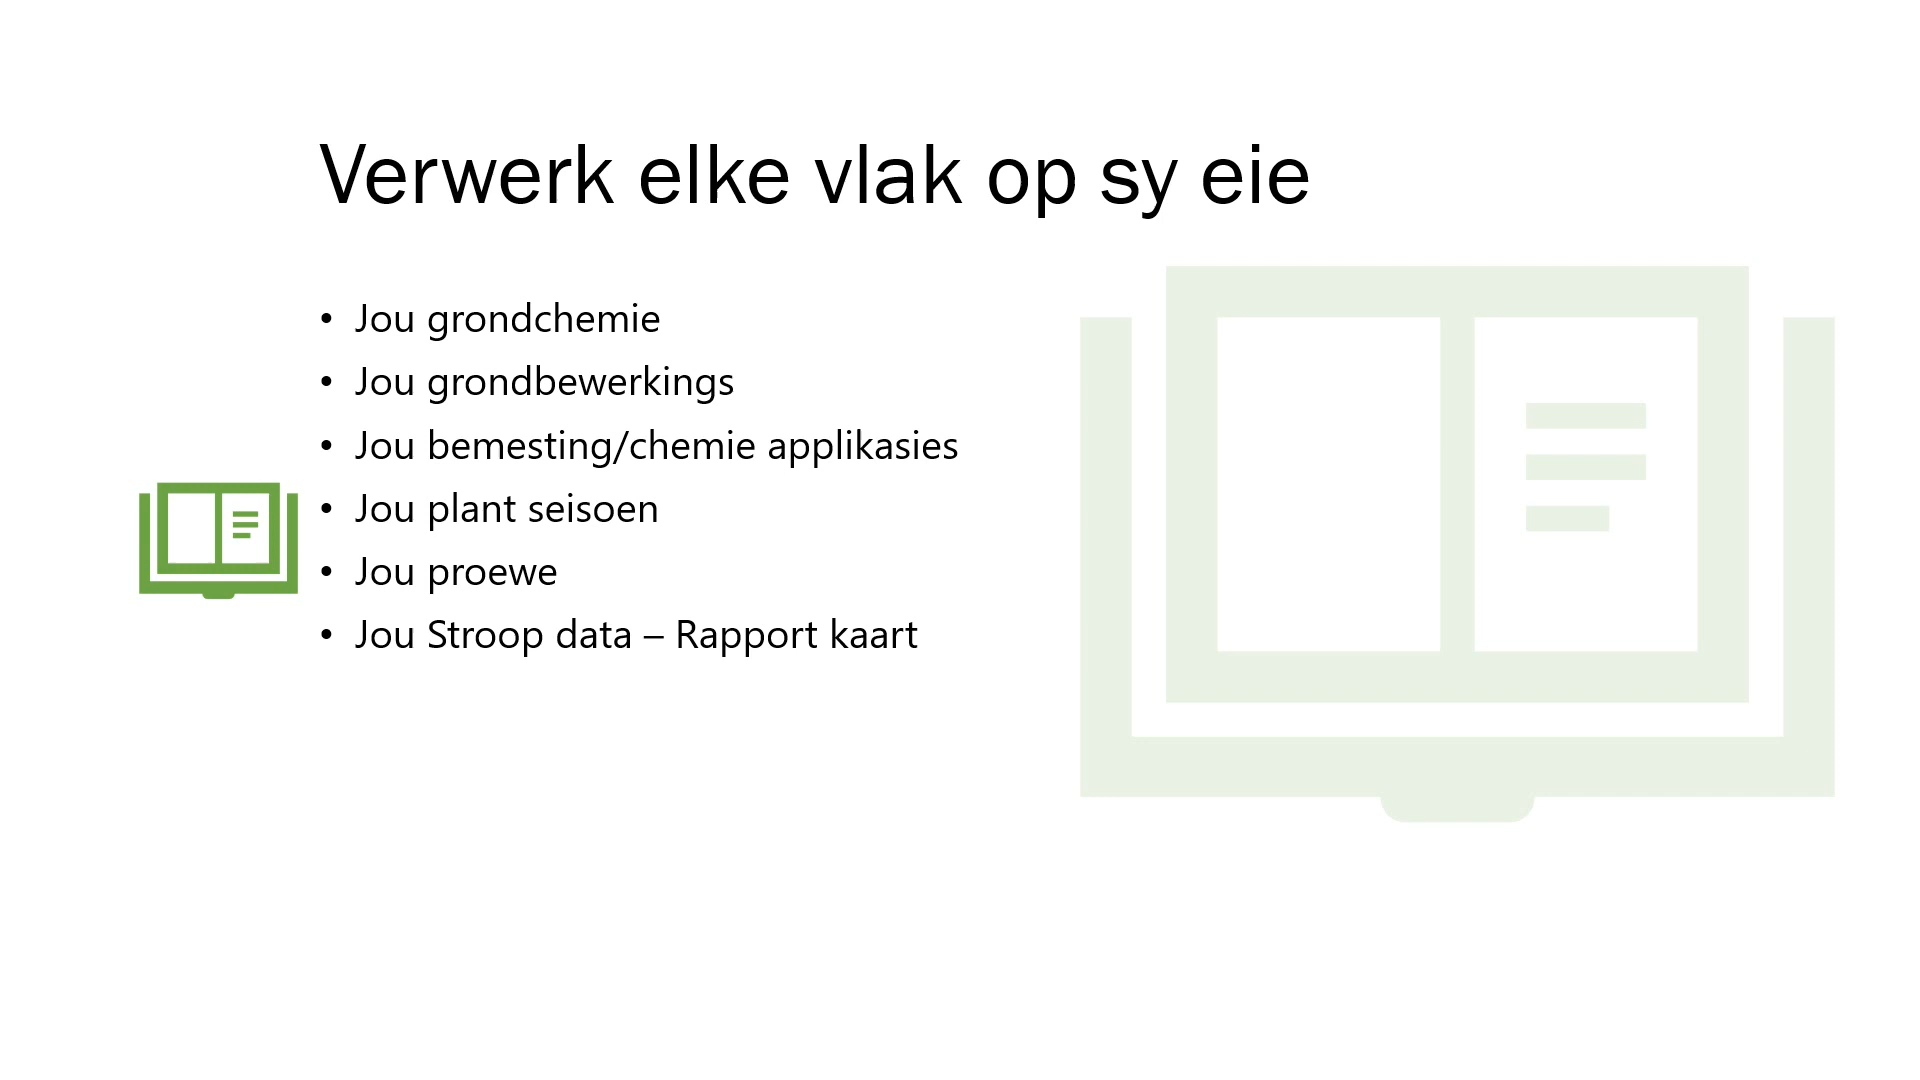 Verwerk elke vlak op sy eie
• Jou grondchemie
• Jou grondbewerkings
• Jou bemesting/chemie applikasies
• Jou plant seisoen
• Jou proewe
• Jou Stroop data – Rapport kaart